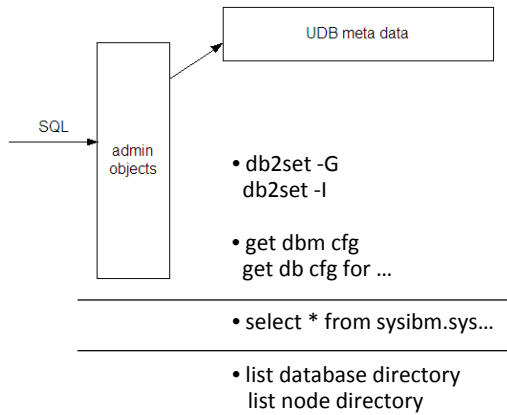 UDB meta data
SQL
admin
objects
• db2set -G
db2set -I
• get dbm cfg
get db cfg for ...
• select * from sysibm.sys...
• list database directory
list node directory